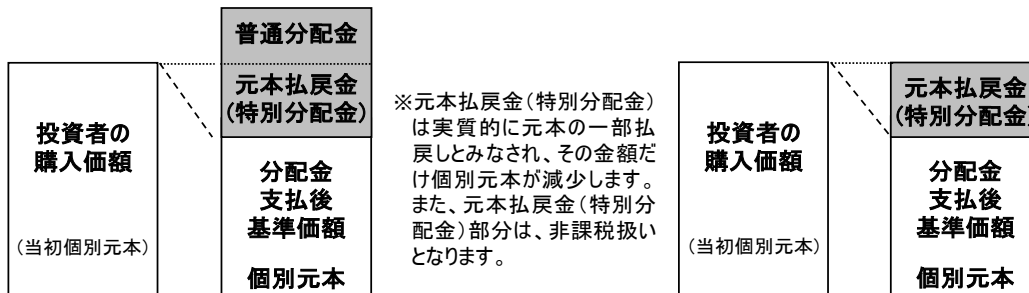 普通分配金
元本払戻金
(特別分配金)
投資者の
購入価額
(当初個別元本)
分配金
支払後
基準価額
個別元本
※元本払戻金(特別分配金)
は実質的に元本の一部払
戻しとみなされ、その金額だ
け個別元本が減少します。
また、元本払戻金(特別分
配金)部分は、非課税扱い
となります。
投資者の
購入価額
(当初個別元本)
元本払戻金
(特別分配金)
分配金
支払後
基準価額
個別元本